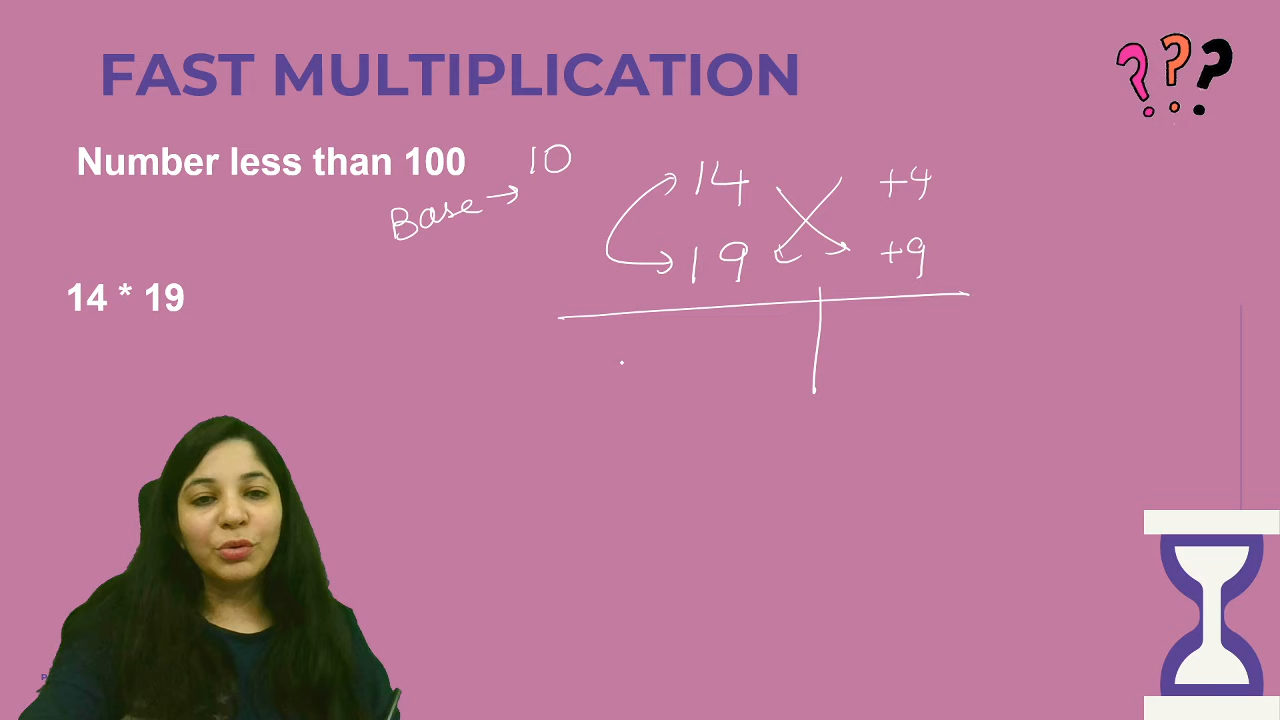 FAST MULTIPLICATION
? ? ?
Number less than 100
Base → 10
14 * 19
14 +4
19 +9